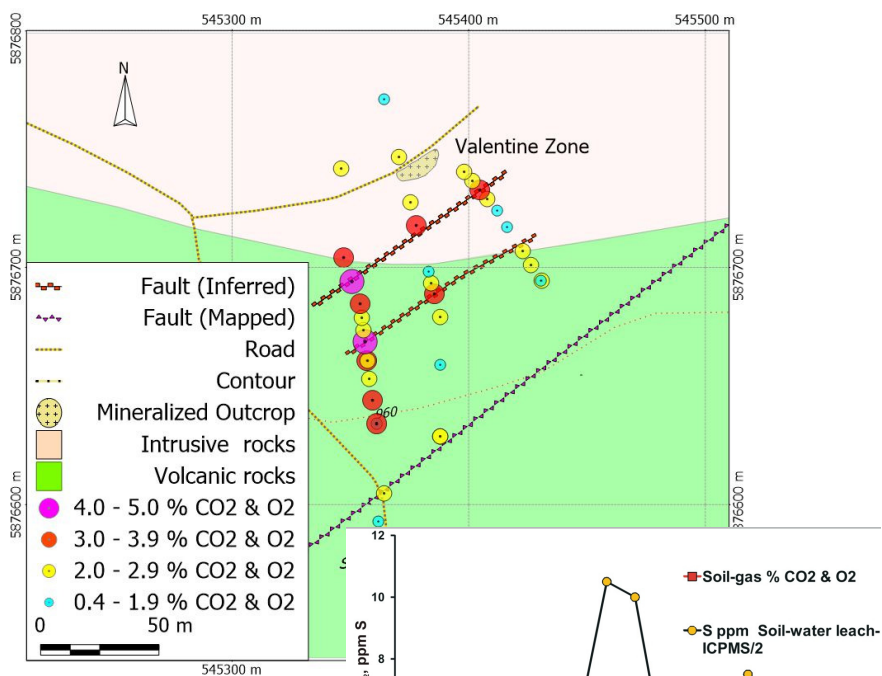 545300 m
545400 m
545500 m
5876800
N
Valentine Zone
5876700 m
5876700 m
Fault (Inferred)
Fault (Mapped)
Road
Contour
Mineralized Outcrop
Intrusive rocks
Volcanic rocks
4.0 - 5.0 % CO2 & O2
3.0 - 3.9 % CO2 & O2
2.0 - 2.9 % CO2 & O2
0.4 - 1.9 % CO2 & O2
0
50 m
5876600 m
5876600
545300 m
12
10
8
ppm S
Soil-gas % CO2 & O2
S ppm Soil-water leach-
ICPMS/2